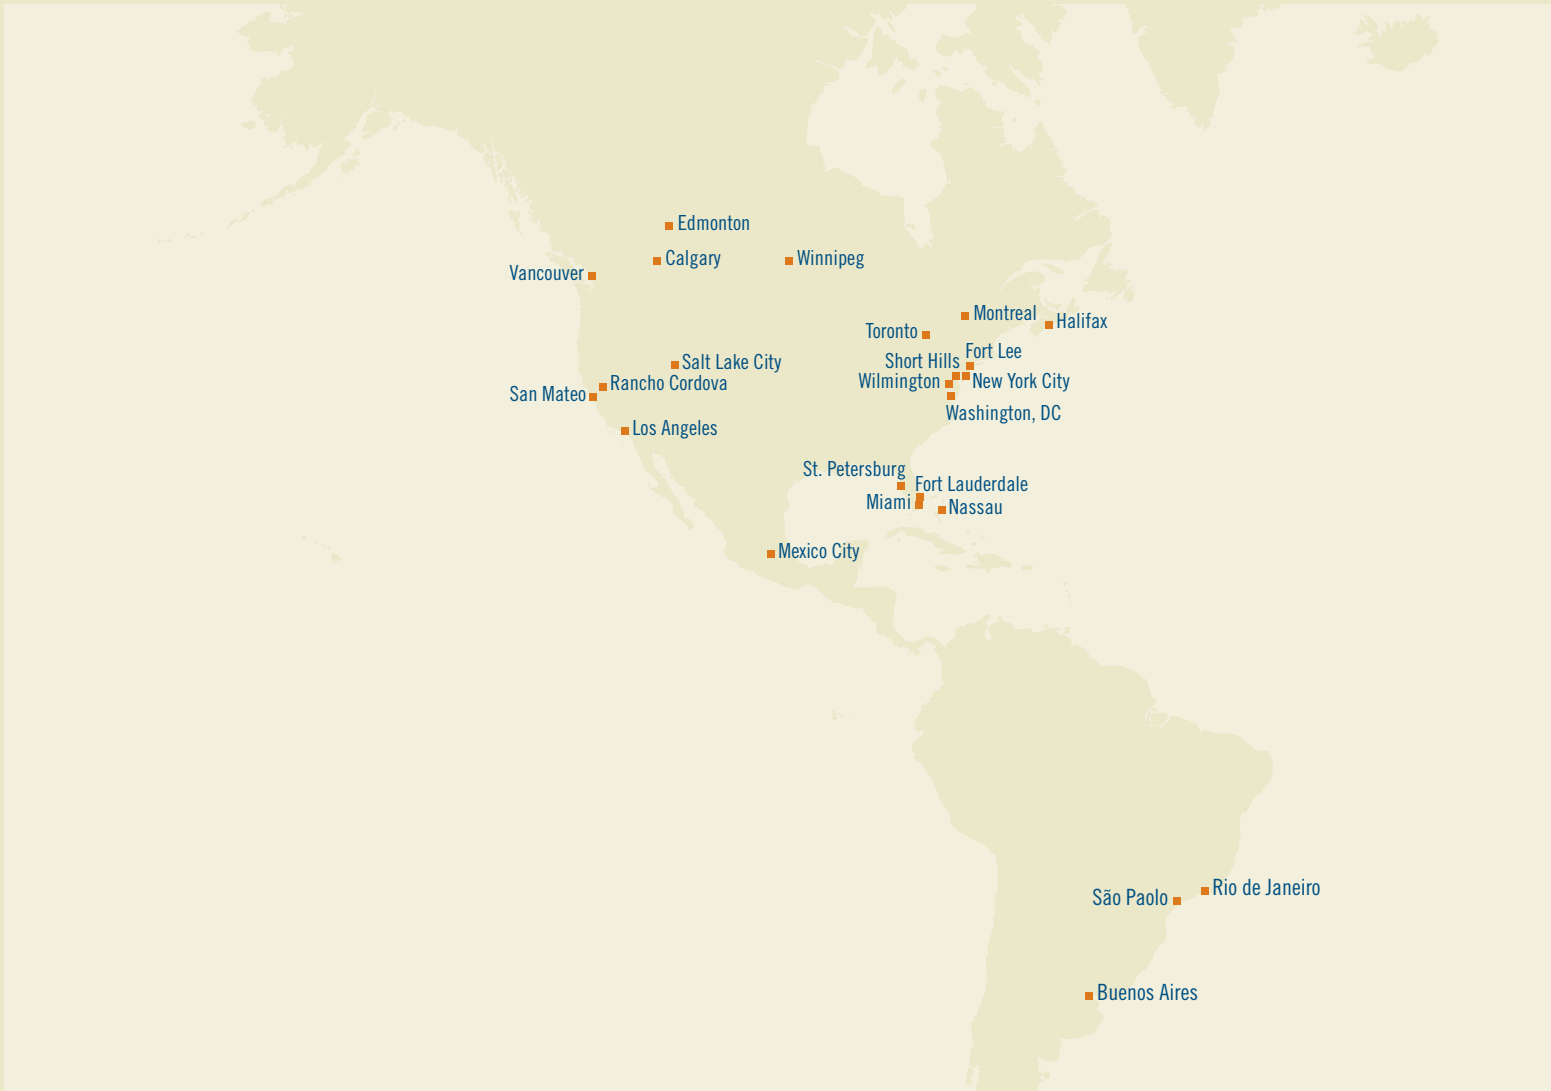 Edmonton
Calgary
Winnipeg
Vancouver
Montreal
Halifax
Toronto
Fort Lee
Short Hills
Salt Lake City
Wilmington
New York City
Rancho Cordova
San Mateo
Washington, DC
Los Angeles
St. Petersburg
Fort Lauderdale
Miami
Nassau
Mexico City
Rio de Janeiro
São Paolo
Buenos Aires